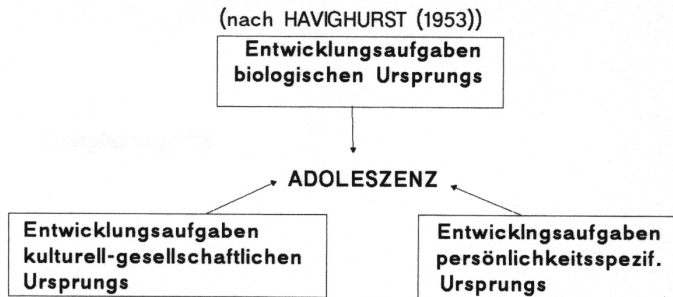 (nach HAVIGHURST (1953))
Entwicklungsaufgaben
biologischen Ursprungs
ADOLESZENZ
Entwicklungsaufgaben
kulturell-gesellschaftlichen
Ursprungs
Entwicklngsaufgaben
persönlichkeitsspezif.
Ursprungs